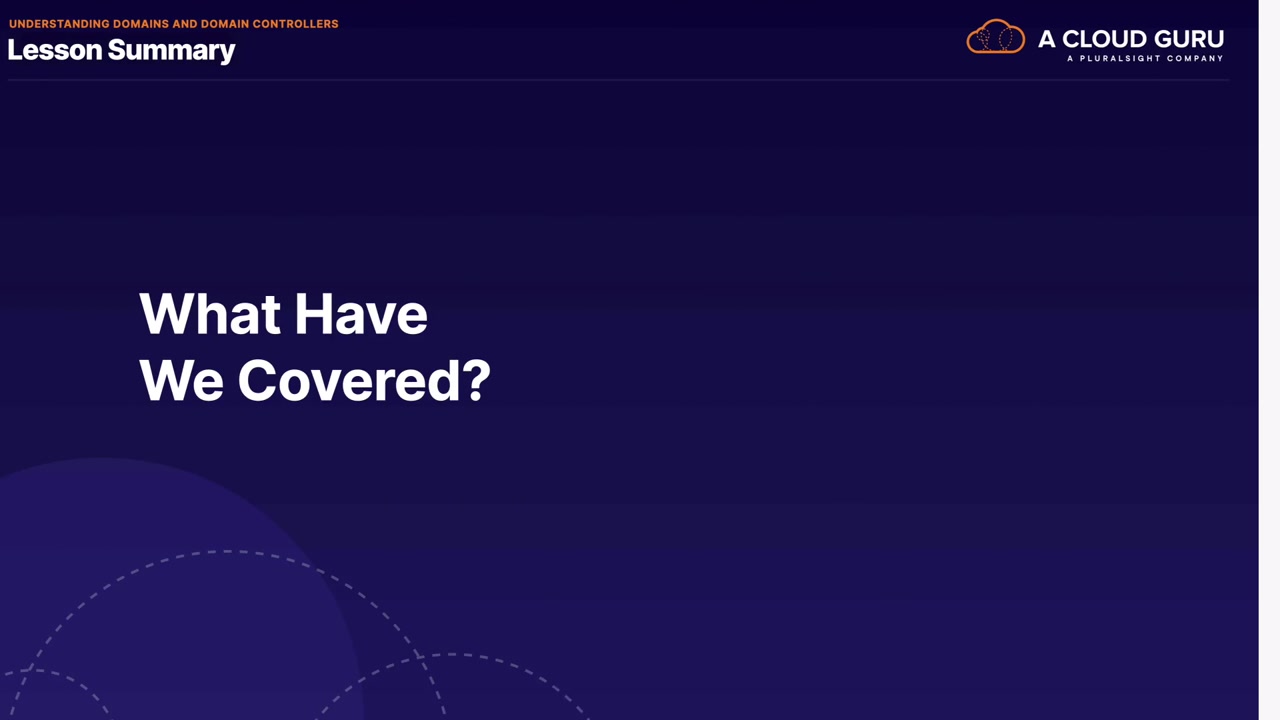 UNDERSTANDING DOMAINS AND DOMAIN CONTROLLERS
Lesson Summary
A CLOUD GURU
A PLURALSIGHT COMPANY
What Have
We Covered?